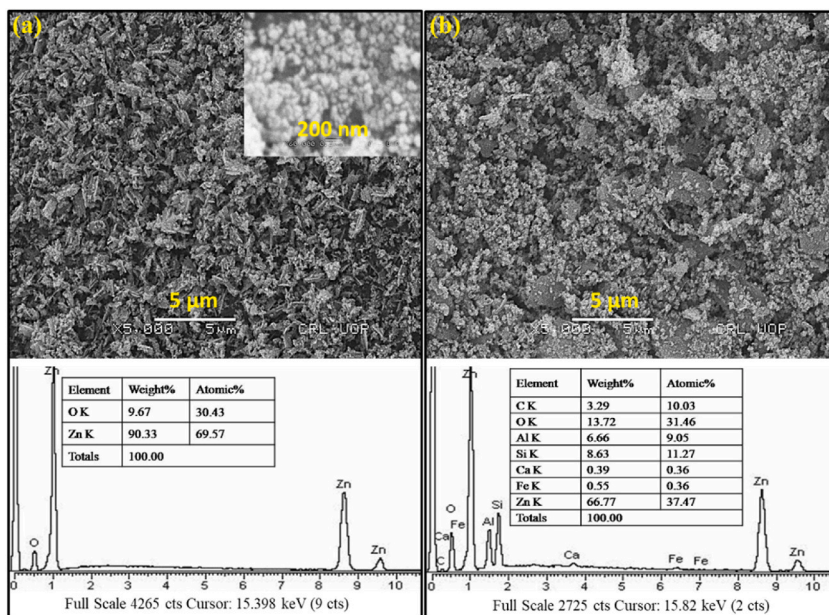 (a)
200 nm
5 μm
X5,000 5μm CRL UOP
(b)
5 μm
X5,000 5μm CRL UOP
Zn
Element Weight% Atomic%
O K 9.67 30.43
Zn K 90.33 69.57
Totals 100.00
Zn
O
Zn
0 1 2 3 4 5 6 7 8 9 10
Full Scale 4265 cts Cursor: 15.398 keV (9 cts)
Zn
Element Weight% Atomic%
C K 3.29 10.03
O K 13.72 31.46
Al K 6.66 9.05
Si K 8.63 11.27
Ca K 0.39 0.36
Fe K 0.55 0.36
Zn K 66.77 37.47
Totals 100.00
Zn
O
Si
Fe
Al
Ca
C
Ca
Fe
Fe
Zn
0 1 2 3 4 5 6 7 8 9 10
Full Scale 2725 cts Cursor: 15.82 keV (2 cts)